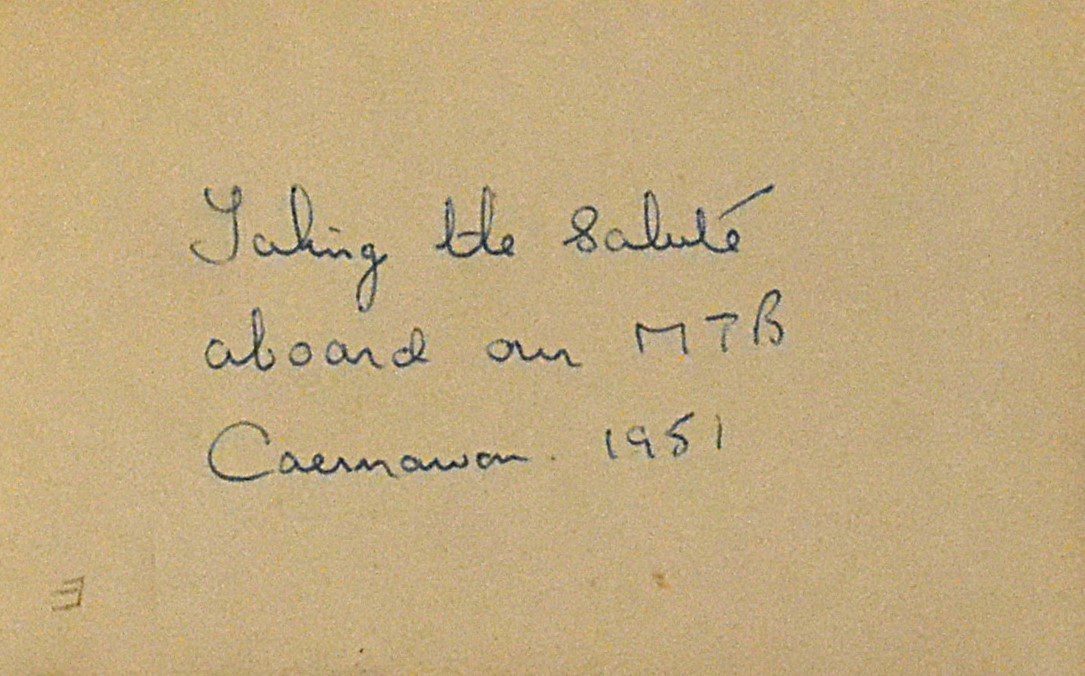 Taking the Salute
aboard our MTB
Caernarvon. 1951